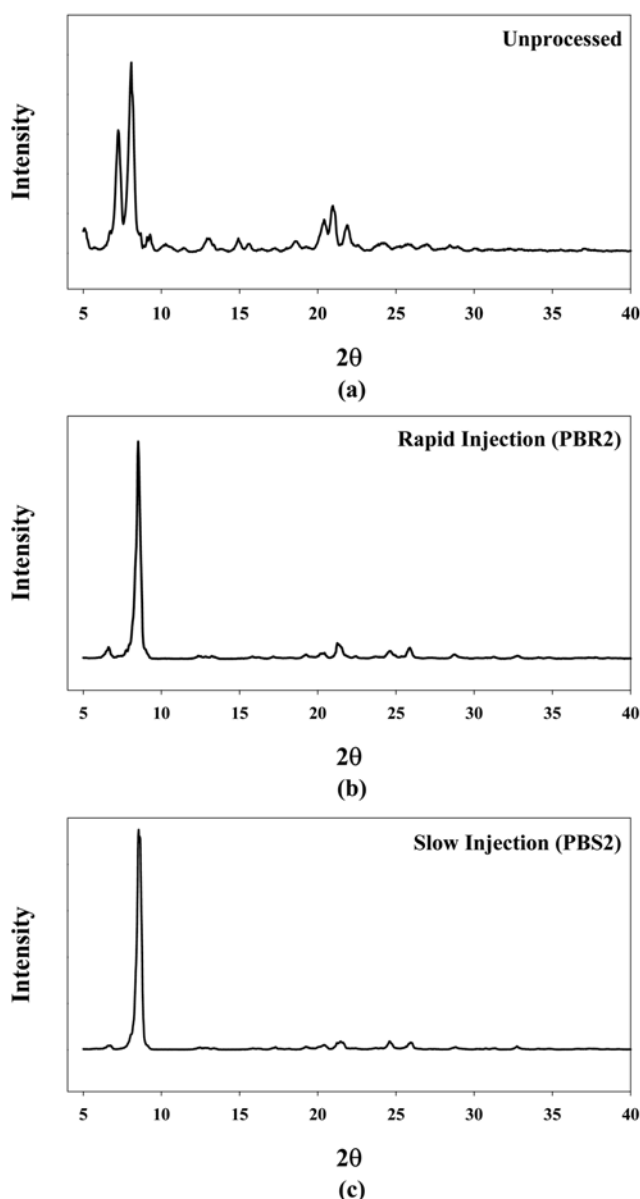 Unprocessed
Intensity
5 10 15 20 25 30 35 40
2θ
(a)
Rapid Injection (PBR2)
Intensity
5 10 15 20 25 30 35 40
2θ
(b)
Slow Injection (PBS2)
Intensity
5 10 15 20 25 30 35 40
2θ
(c)